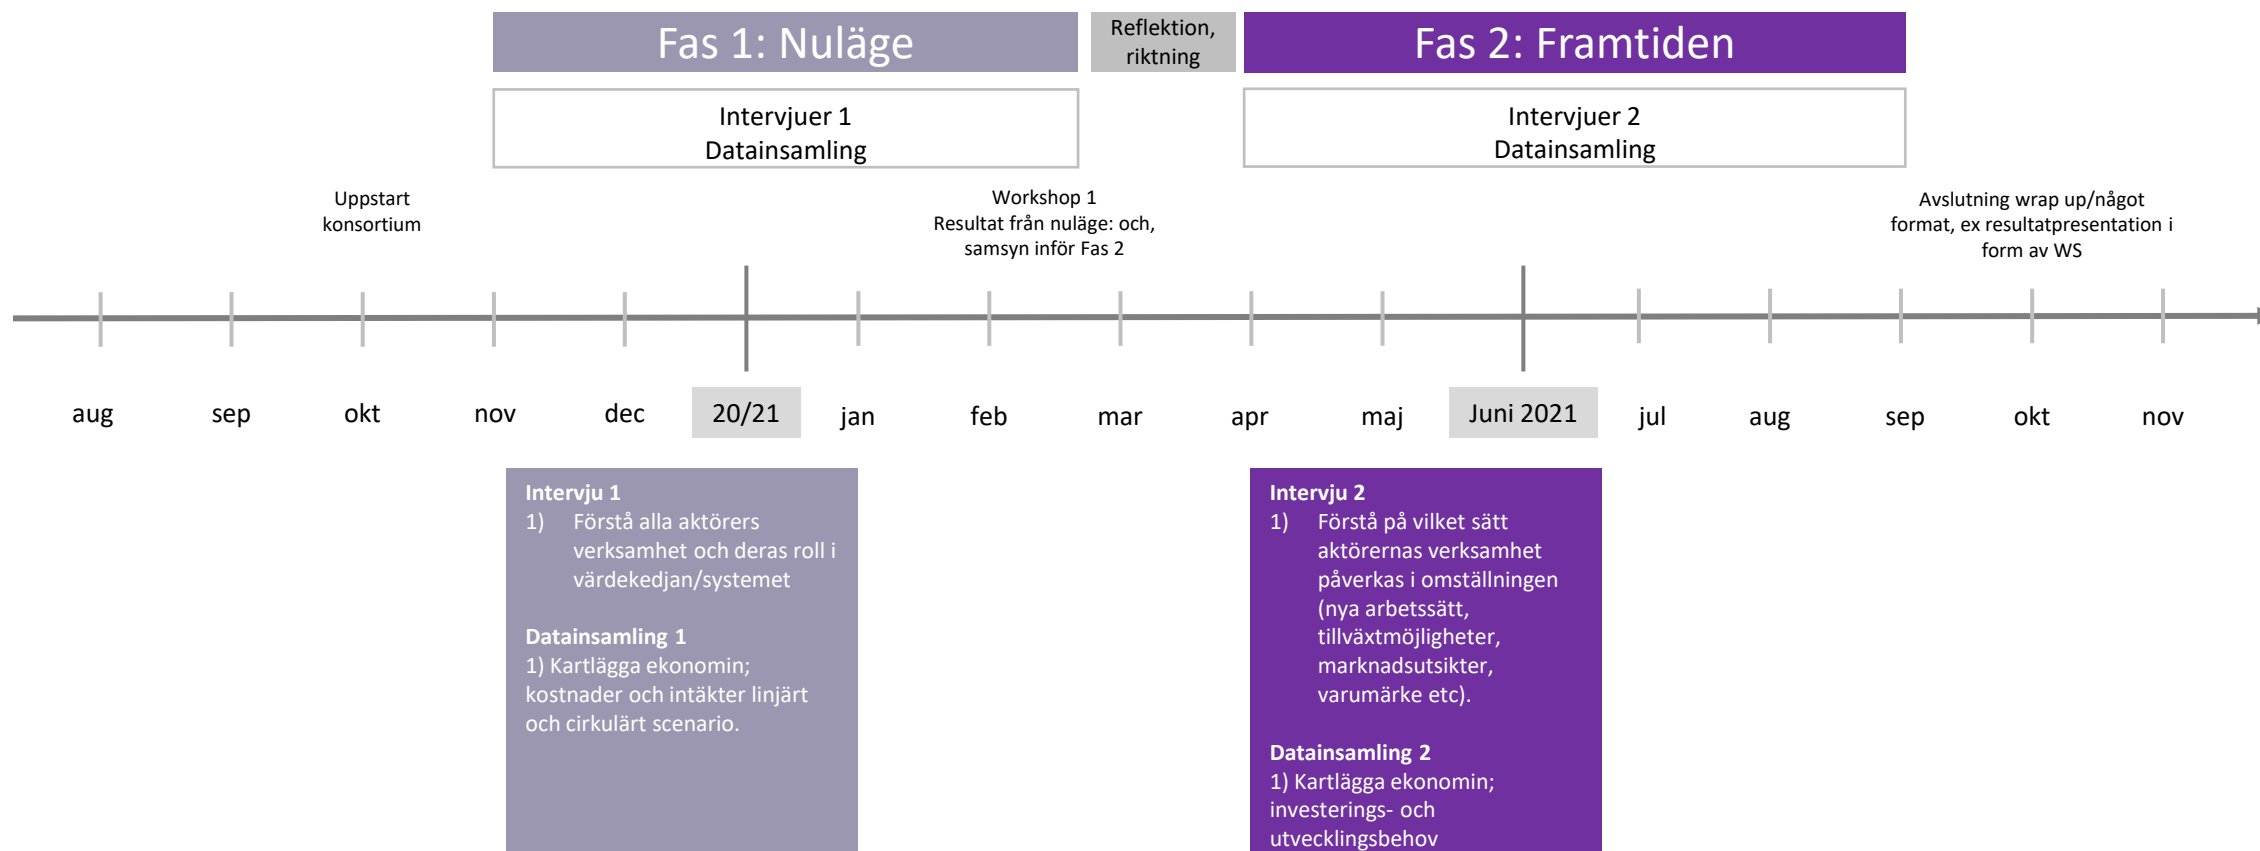 Fas 1: Nuläge
Reflektion,
riktning
Fas 2: Framtiden
Intervjuer 1
Datainsamling
Intervjuer 2
Datainsamling
Uppstart
konsortium
Workshop 1
Resultat från nuläge: och,
samsyn inför Fas 2
Avslutning wrap up/något
format, ex resultatpresentation i
form av WS
aug
sep
okt
nov
dec
20/21
jan
feb
mar
apr
maj
Juni 2021
jul
aug
sep
okt
nov
Intervju 1
1) Förstå alla aktörers
verksamhet och deras roll i
värdekedjan/systemet
Datainsamling 1
1) Kartlägga ekonomin;
kostnader och intäkter linjärt
och cirkulärt scenario.
Intervju 2
1) Förstå på vilket sätt
aktörernas verksamhet
påverkas i omställningen
(nya arbetssätt,
tillväxtmöjligheter,
marknadsutsikter,
varumärke etc).
Datainsamling 2
1) Kartlägga ekonomin;
investerings- och
utvecklingsbehov